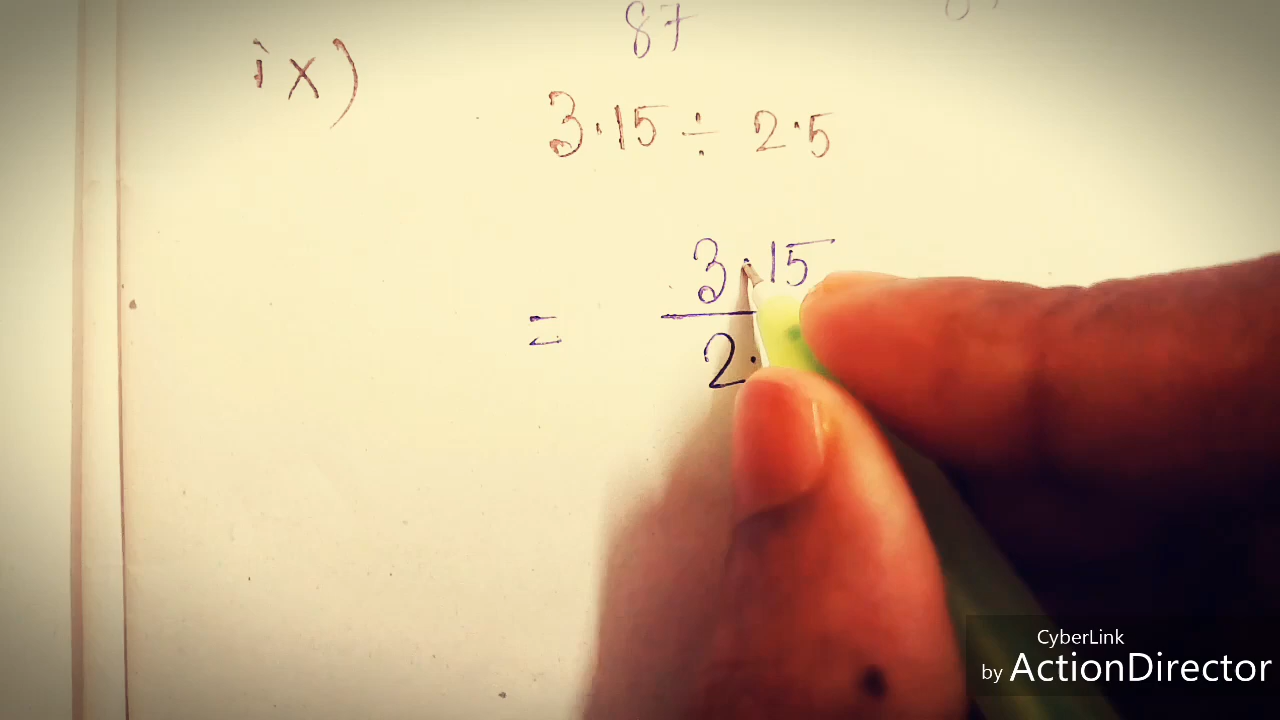 87
ix)
3·15 ÷ 2·5
= 3·15
2·
CyberLink
by ActionDirector